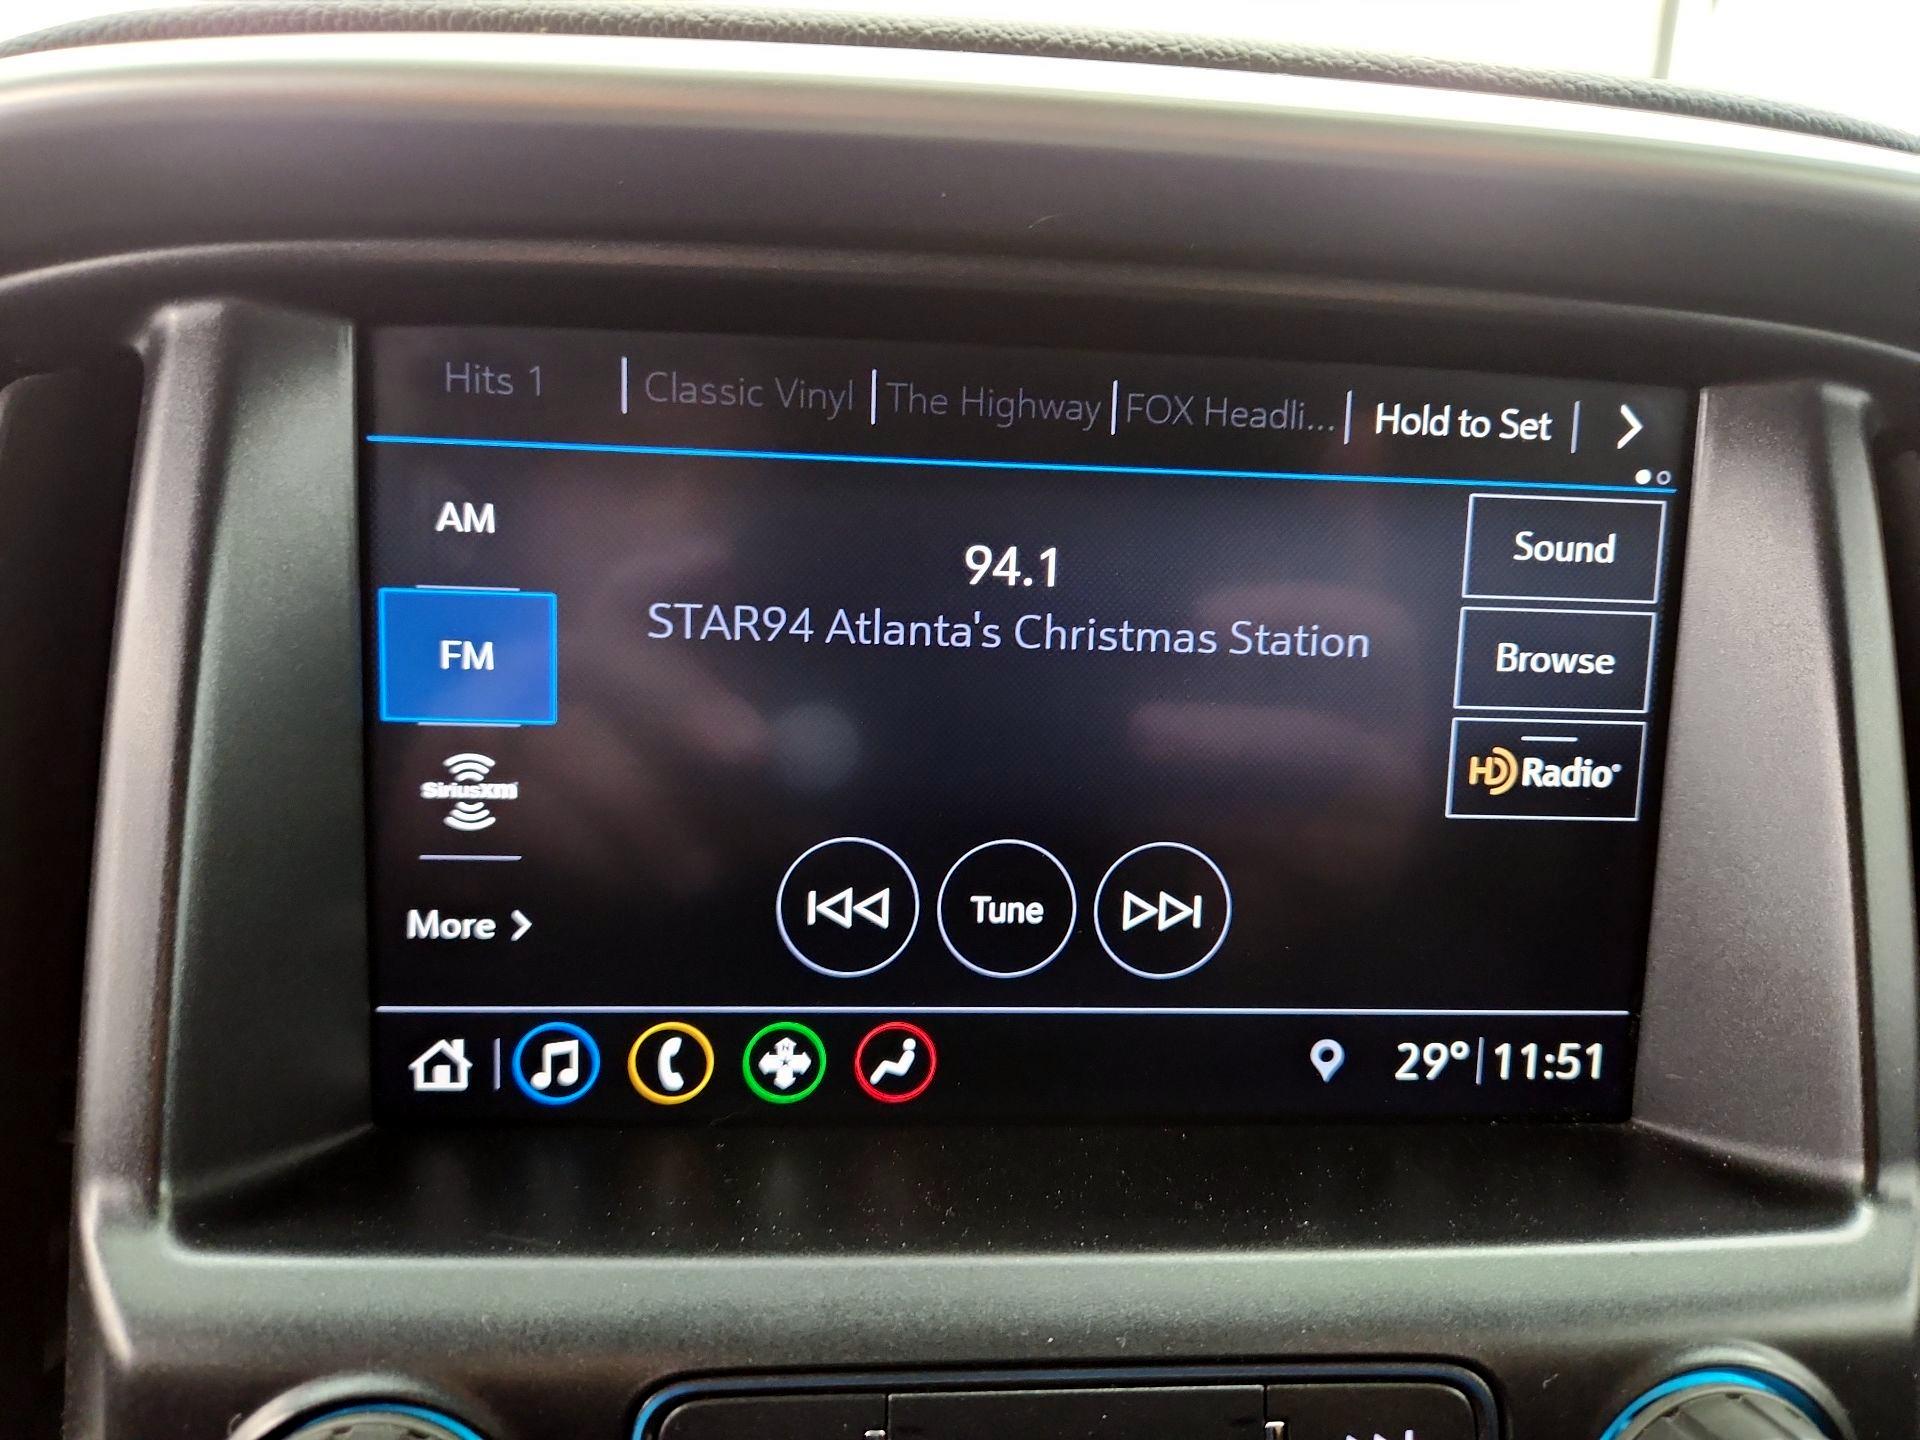 Hits 1 | Classic Vinyl | The Highway | FOX Headli... | Hold to Set |
AM
94.1
STAR94 Atlanta's Christmas Station
Sound
FM
Browse
SiriusXM
HD Radio
More
Tune
29° | 11:51